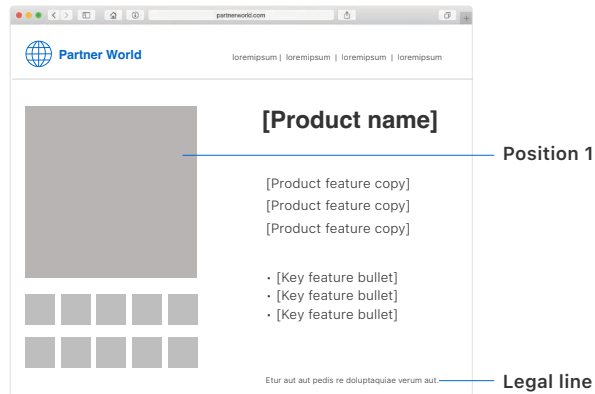 partnerworld.com
Partner World
loremipsum | loremipsum | loremipsum | loremipsum
[Product name]
Position 1
[Product feature copy]
[Product feature copy]
[Product feature copy]
• [Key feature bullet]
• [Key feature bullet]
• [Key feature bullet]
Etur aut aut pedis re doluptaquiae verum aut.
Legal line